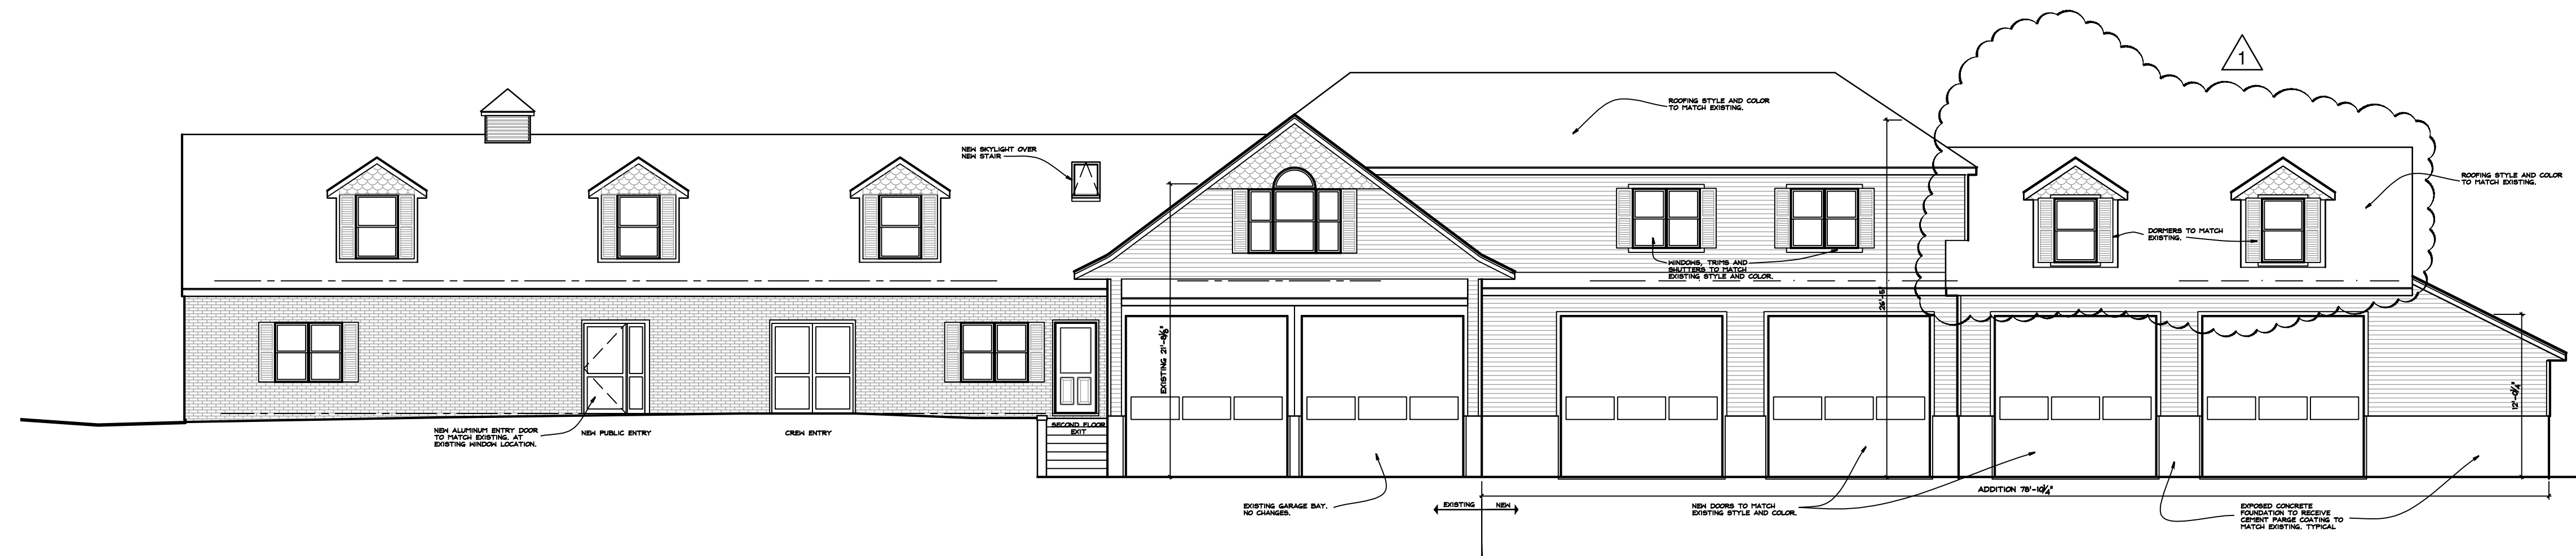 1
ROOFING STYLE AND COLOR
TO MATCH EXISTING.
NEW SKYLIGHT OVER
NEW STAIR
ROOFING STYLE AND COLOR
TO MATCH EXISTING.
DORMERS TO MATCH
EXISTING.
WINDOWS, TRIMS AND
SHUTTERS TO MATCH
EXISTING STYLE AND COLOR.
26'-5"
EXISTING 21'-8⅝"
12'-0¼"
SECOND FLOOR
EXIT
NEW ALUMINUM ENTRY DOOR
TO MATCH EXISTING. AT
EXISTING WINDOW LOCATION.
NEW PUBLIC ENTRY
CREW ENTRY
ADDITION 78'-10¼"
EXISTING GARAGE BAY.
NO CHANGES.
EXISTING
NEW
NEW DOORS TO MATCH
EXISTING STYLE AND COLOR.
EXPOSED CONCRETE
FOUNDATION TO RECEIVE
CEMENT PARGE COATING TO
MATCH EXISTING. TYPICAL